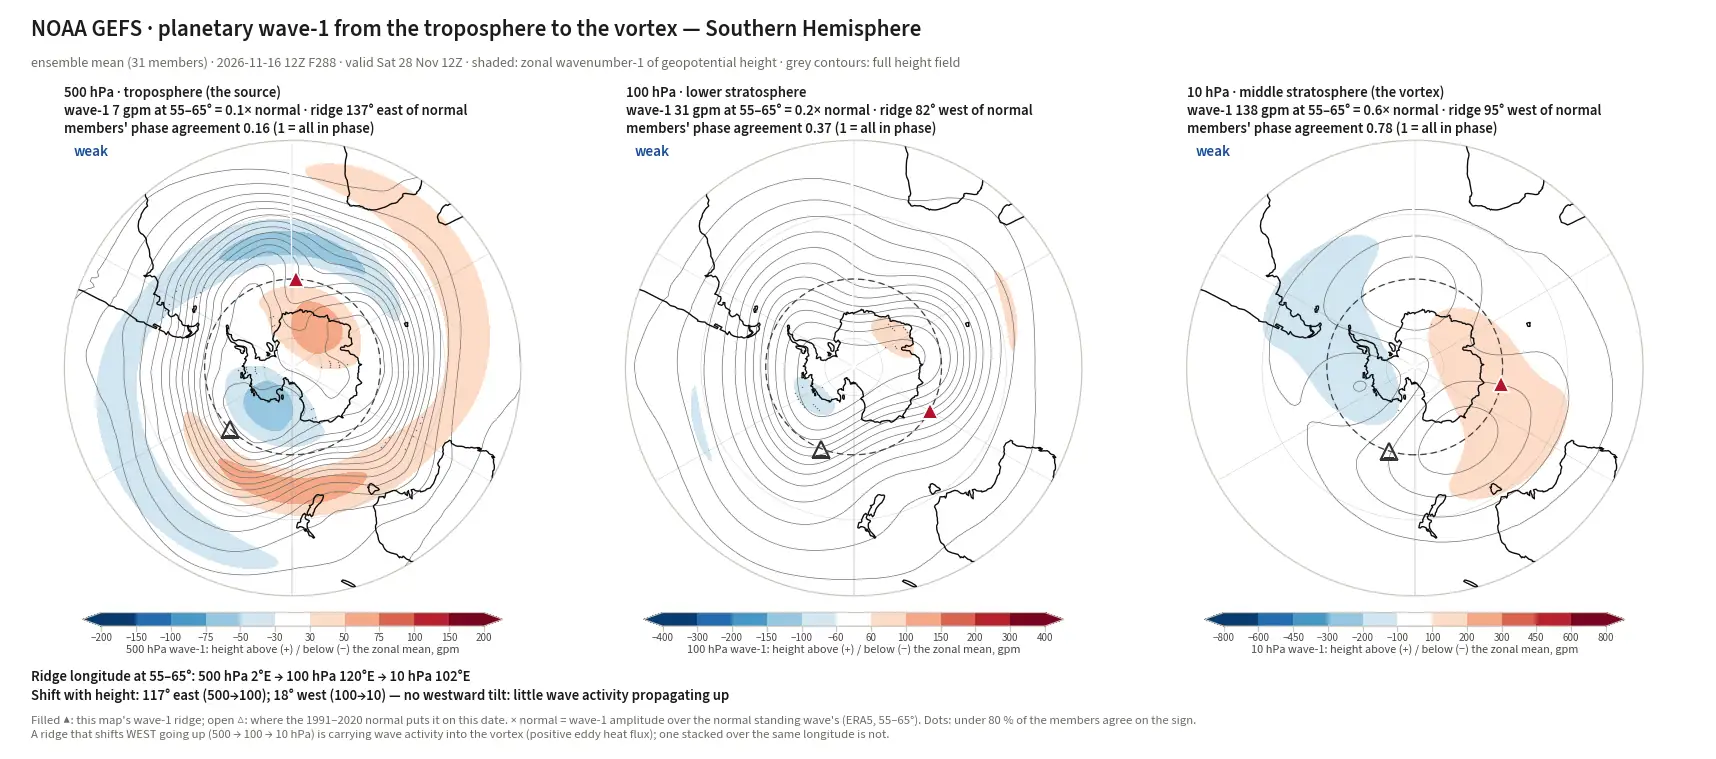 NOAA GEFS · planetary wave-1 from the troposphere to the vortex — Southern Hemisphere
ensemble mean (31 members) · 2026-11-16 12Z F288 · valid Sat 28 Nov 12Z · shaded: zonal wavenumber-1 of geopotential height · grey contours: full height field
500 hPa · troposphere (the source)
wave-1 7 gpm at 55–65° = 0.1× normal · ridge 137° east of normal
members' phase agreement 0.16 (1 = all in phase)
weak
100 hPa · lower stratosphere
wave-1 31 gpm at 55–65° = 0.2× normal · ridge 82° west of normal
members' phase agreement 0.37 (1 = all in phase)
weak
10 hPa · middle stratosphere (the vortex)
wave-1 138 gpm at 55–65° = 0.6× normal · ridge 95° west of normal
members' phase agreement 0.78 (1 = all in phase)
weak
−200 −150 −100 −75 −50 −30 30 50 75 100 150 200
500 hPa wave-1: height above (+) / below (−) the zonal mean, gpm
−400 −300 −200 −150 −100 −60 60 100 150 200 300 400
100 hPa wave-1: height above (+) / below (−) the zonal mean, gpm
−800 −600 −450 −300 −200 −100 100 200 300 450 600 800
10 hPa wave-1: height above (+) / below (−) the zonal mean, gpm
Ridge longitude at 55–65°: 500 hPa 2°E → 100 hPa 120°E → 10 hPa 102°E
Shift with height: 117° east (500→100); 18° west (100→10) — no westward tilt: little wave activity propagating up
Filled ▲: this map's wave-1 ridge; open △: where the 1991–2020 normal puts it on this date. × normal = wave-1 amplitude over the normal standing wave's (ERA5, 55–65°). Dots: under 80 % of the members agree on the sign.
A ridge that shifts WEST going up (500 → 100 → 10 hPa) is carrying wave activity into the vortex (positive eddy heat flux); one stacked over the same longitude is not.